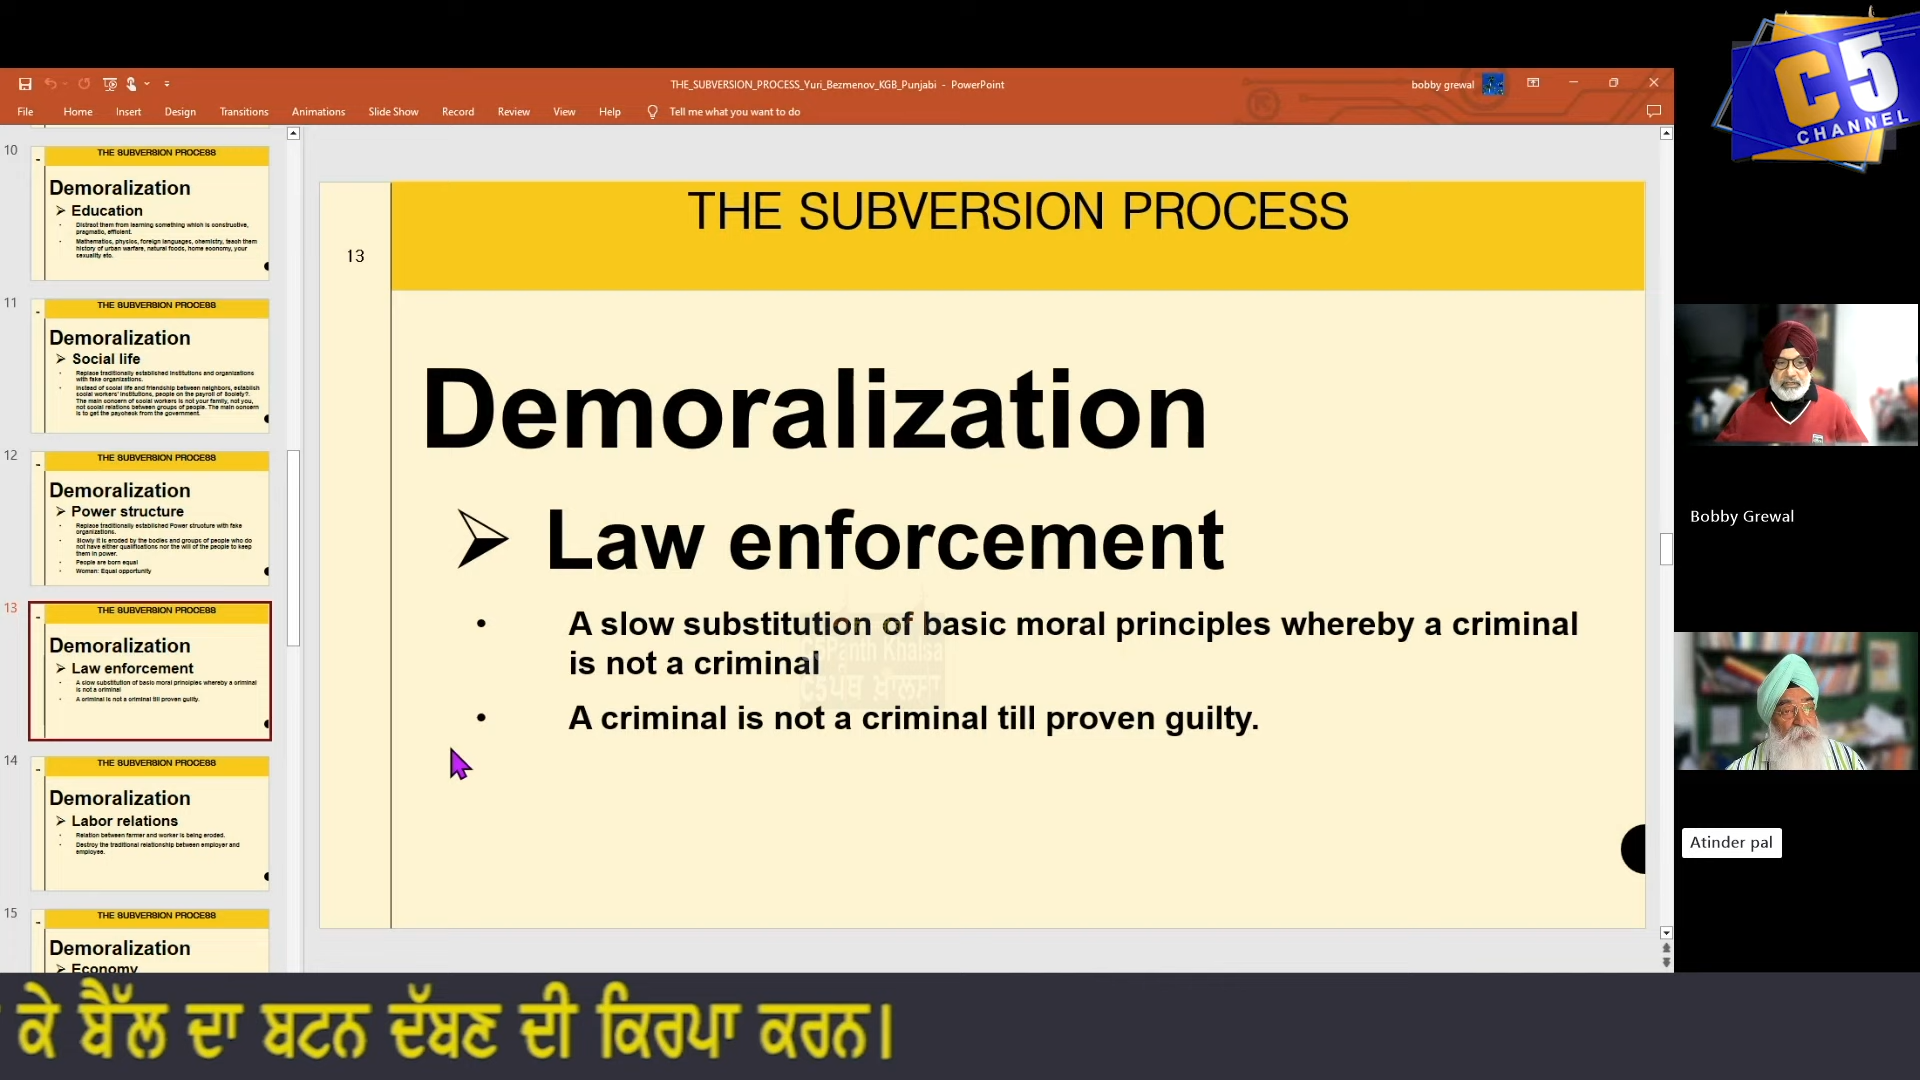 C5
CHANNEL
THE_SUBVERSION_PROCESS_Yuri_Bezmenov_KGB_Punjabi - PowerPoint
bobby grewal
File Home Insert Design Transitions Animations Slide Show Record Review View Help Tell me what you want to do
10
THE SUBVERSION PROCESS
Demoralization
Education
Distract them from learning something which is constructive,
pragmatic, efficient.
Mathematics, physics, foreign languages, chemistry, teach them
history of urban warfare, natural foods, home economy, your
sexuality etc.
11
THE SUBVERSION PROCESS
Demoralization
Social life
Replace traditionally established institutions and organizations
with fake organizations.
Instead of social life and friendship between neighbors, establish
social workers' institutions, people on the payroll of Society?.
The main concern of social workers is not your family, not you,
not social relations between groups of people. The main concern
is to get the paycheck from the government.
12
THE SUBVERSION PROCESS
Demoralization
Power structure
Replace traditionally established Power structure with fake
organizations.
Slowly it is eroded by the bodies and groups of people who do
not have either qualifications nor the will of the people to keep
them in power.
People are born equal
Woman: Equal opportunity
13
THE SUBVERSION PROCESS
Demoralization
Law enforcement
A slow substitution of basic moral principles whereby a criminal
is not a criminal
A criminal is not a criminal till proven guilty.
14
THE SUBVERSION PROCESS
Demoralization
Labor relations
Relation between farmer and worker is being eroded.
Destroy the traditional relationship between employer and
employee.
15
THE SUBVERSION PROCESS
Demoralization
Economy
THE SUBVERSION PROCESS
13
Demoralization
Law enforcement
• A slow substitution of basic moral principles whereby a criminal
is not a criminal
• A criminal is not a criminal till proven guilty.
C5Panth Khalsa
C5ਪੰਥ ਖ਼ਾਲਸਾ
Bobby Grewal
Atinder pal
ਕੇ ਬੈੱਲ ਦਾ ਬਟਨ ਦੱਬਣ ਦੀ ਕਿਰਪਾ ਕਰਨ।